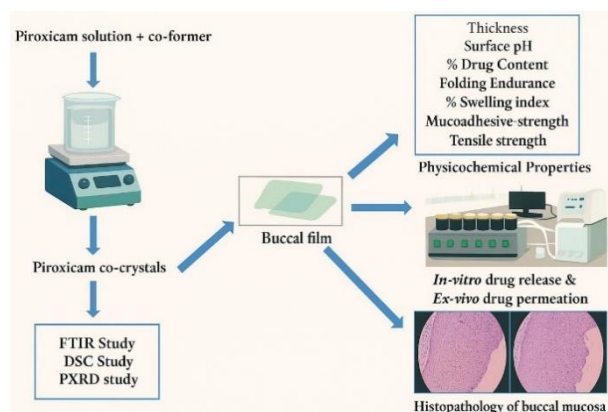 Piroxicam solution + co-former
Piroxicam co-crystals
FTIR Study
DSC Study
PXRD study
Buccal film
Thickness
Surface pH
% Drug Content
Folding Endurance
% Swelling index
Mucoadhesive-strength
Tensile strength
Physicochemical Properties
In-vitro drug release &
Ex-vivo drug permeation
Histopathology of buccal mucosa